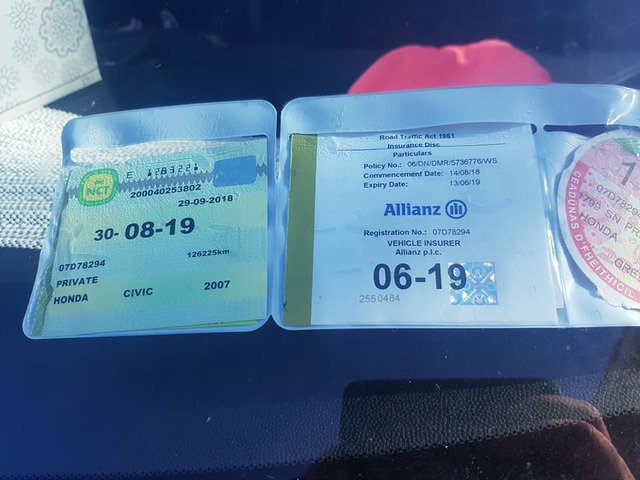 NCT
E
200040253802
29-09-2018
30- 08-19
126225km
07D78294
PRIVATE
HONDA CIVIC 2007
Road Traffic Act 1961
Insurance Disc
Particulars
Policy No.: 06/DN/DMR/5736776/WS
Commencement Date: 14/08/18
Expiry Date: 13/06/19
Allianz
Registration No.: 07D78294
VEHICLE INSURER
Allianz p.l.c.
06-19
2550484
1
07D78
HONDA